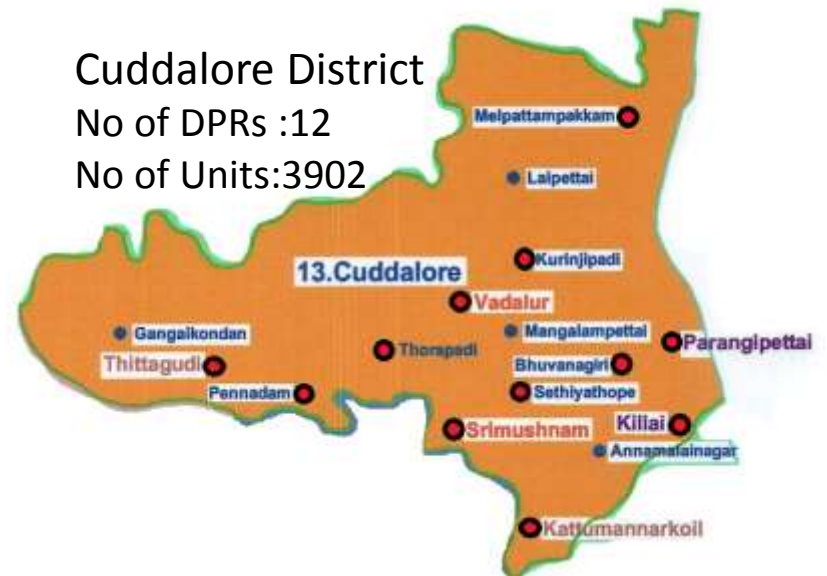 Cuddalore District
No of DPRs :12
No of Units:3902
Melpattampakkam
Lalpettai
Kurinjipadi
13.Cuddalore
Vadalur
Gangaikondan
Mangalampettai
Parangipettai
Thorapadi
Thittagudi
Bhuvanagiri
Pennadam
Sethiyathope
Srimushnam
Killai
Annamalainagar
Kattumannarkoil